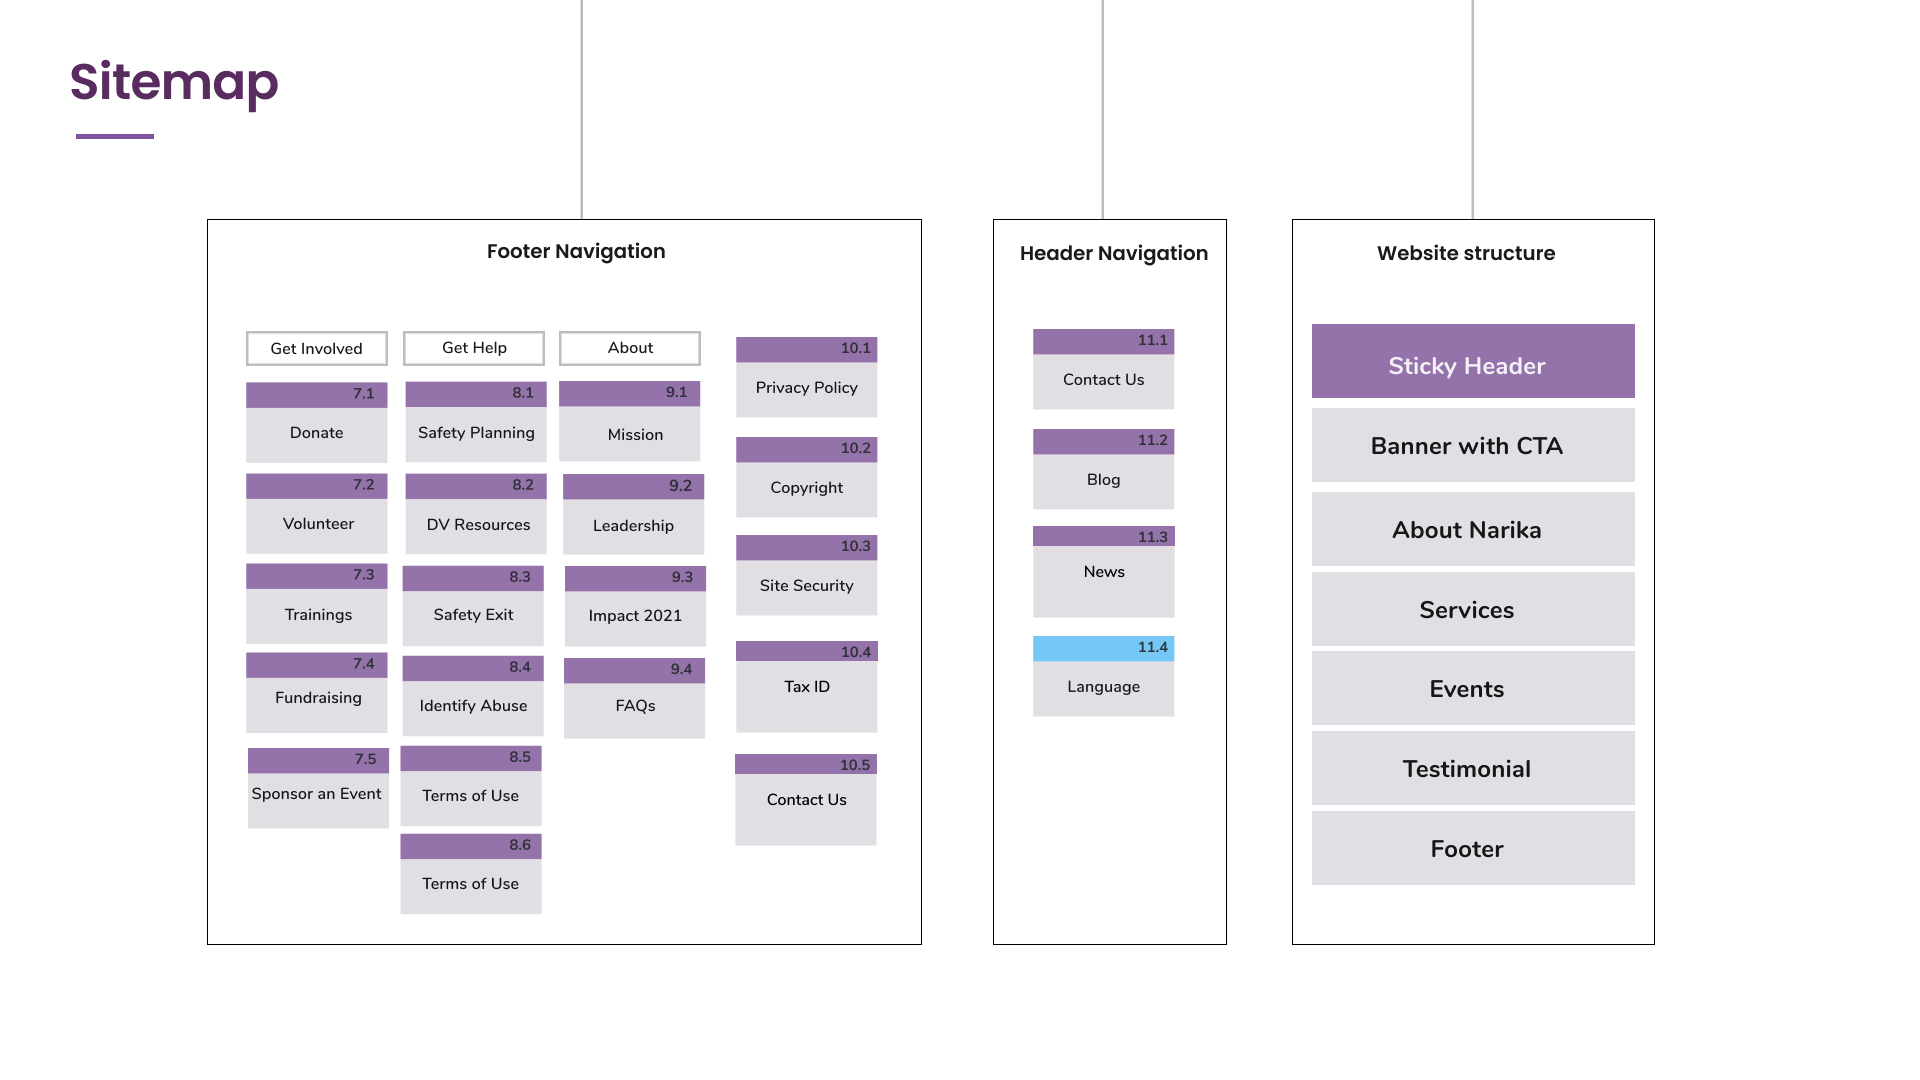 Sitemap
Footer Navigation
Get Involved
7.1
Donate
7.2
Volunteer
7.3
Trainings
7.4
Fundraising
7.5
Sponsor an Event
Get Help
8.1
Safety Planning
8.2
DV Resources
8.3
Safety Exit
8.4
Identify Abuse
8.5
Terms of Use
8.6
Terms of Use
About
9.1
Mission
9.2
Leadership
9.3
Impact 2021
9.4
FAQs
10.1
Privacy Policy
10.2
Copyright
10.3
Site Security
10.4
Tax ID
10.5
Contact Us
Header Navigation
11.1
Contact Us
11.2
Blog
11.3
News
11.4
Language
Website structure
Sticky Header
Banner with CTA
About Narika
Services
Events
Testimonial
Footer